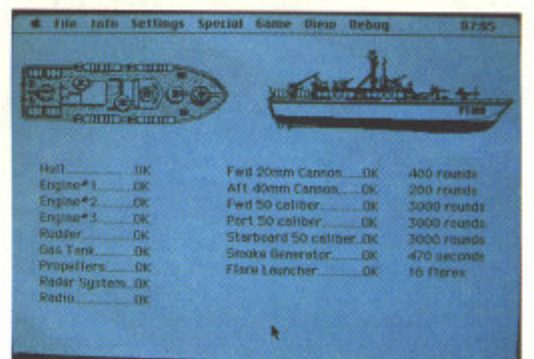 File Info Settings Special Game View Debug 07:05
Hull OK
Engine#1 OK
Engine#2 OK
Engine#3 OK
Rudder OK
Gas Tank OK
Propellers OK
Radar System OK
Radio OK
Fwd 20mm Cannon OK 400 rounds
Aft 40mm Cannon OK 200 rounds
Fwd 50 caliber OK 3000 rounds
Port 50 caliber OK 3000 rounds
Starboard 50 caliber OK 3000 rounds
Smoke Generator OK 470 seconds
Flare Launcher OK 16 flares